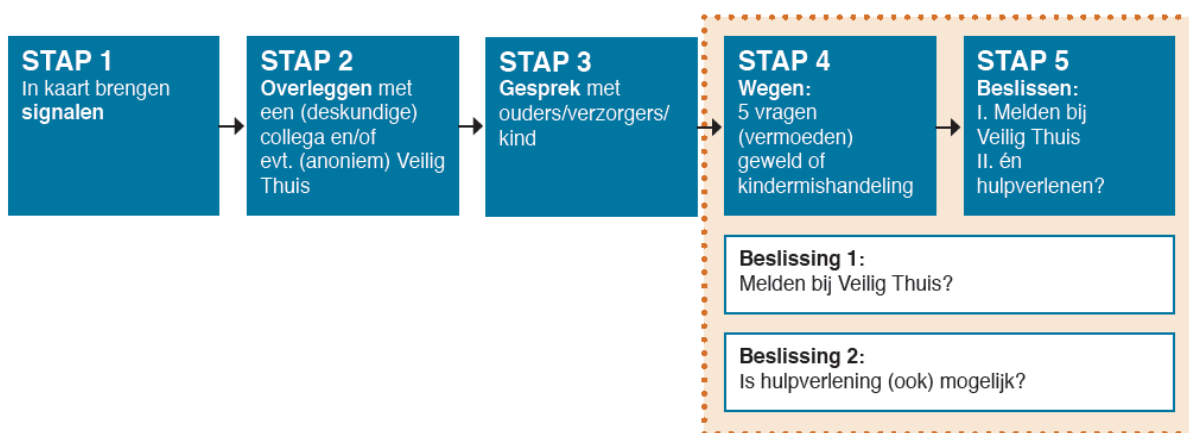 STAP 1
In kaart brengen
signalen
STAP 2
Overleggen met
een (deskundige)
collega en/of
evt. (anoniem) Veilig
Thuis
STAP 3
Gesprek met
ouders/verzorgers/
kind
STAP 4
Wegen:
5 vragen
(vermoeden)
geweld of
kindermishandeling
STAP 5
Beslissen:
I. Melden bij
Veilig Thuis
II. én
hulpverlenen?
Beslissing 1:
Melden bij Veilig Thuis?
Beslissing 2:
Is hulpverlening (ook) mogelijk?